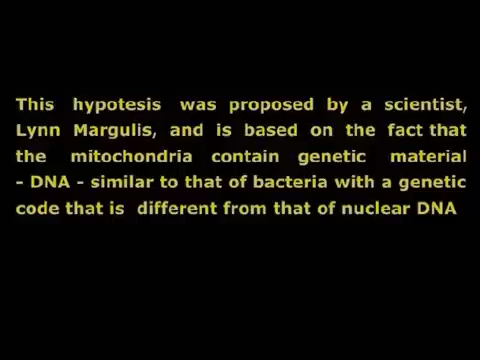 This hypotesis was proposed by a scientist,
Lynn Margulis, and is based on the fact that
the mitochondria contain genetic material
- DNA - similar to that of bacteria with a genetic
code that is different from that of nuclear DNA